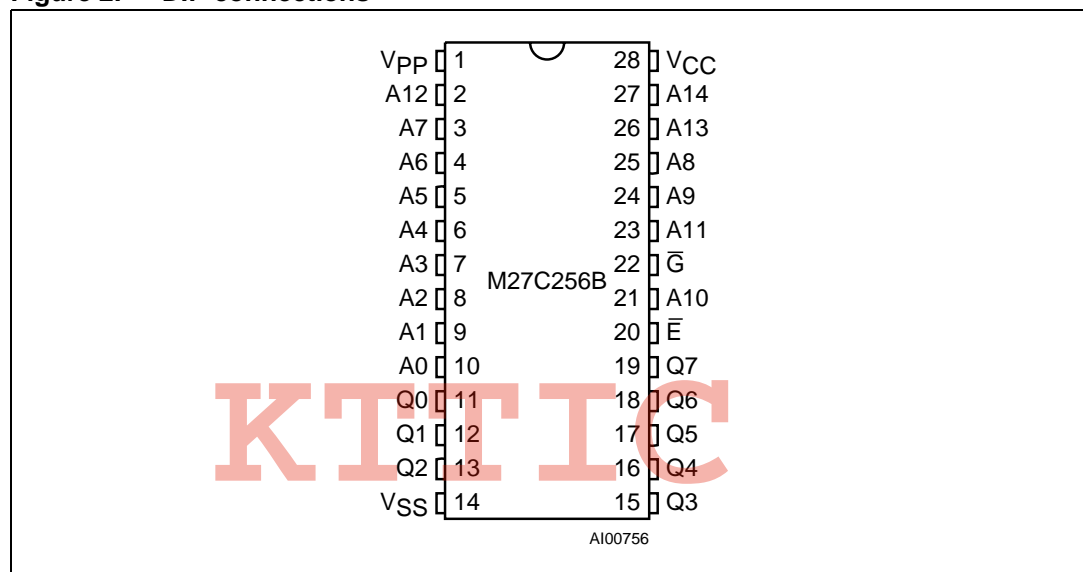 VPP 1 28 VCC
A12 2 27 A14
A7 3 26 A13
A6 4 25 A8
A5 5 24 A9
A4 6 23 A11
A3 7 22 G̅
M27C256B
A2 8 21 A10
A1 9 20 E̅
A0 10 19 Q7
Q0 11 18 Q6
Q1 12 17 Q5
Q2 13 16 Q4
VSS 14 15 Q3
KTTIC
AI00756